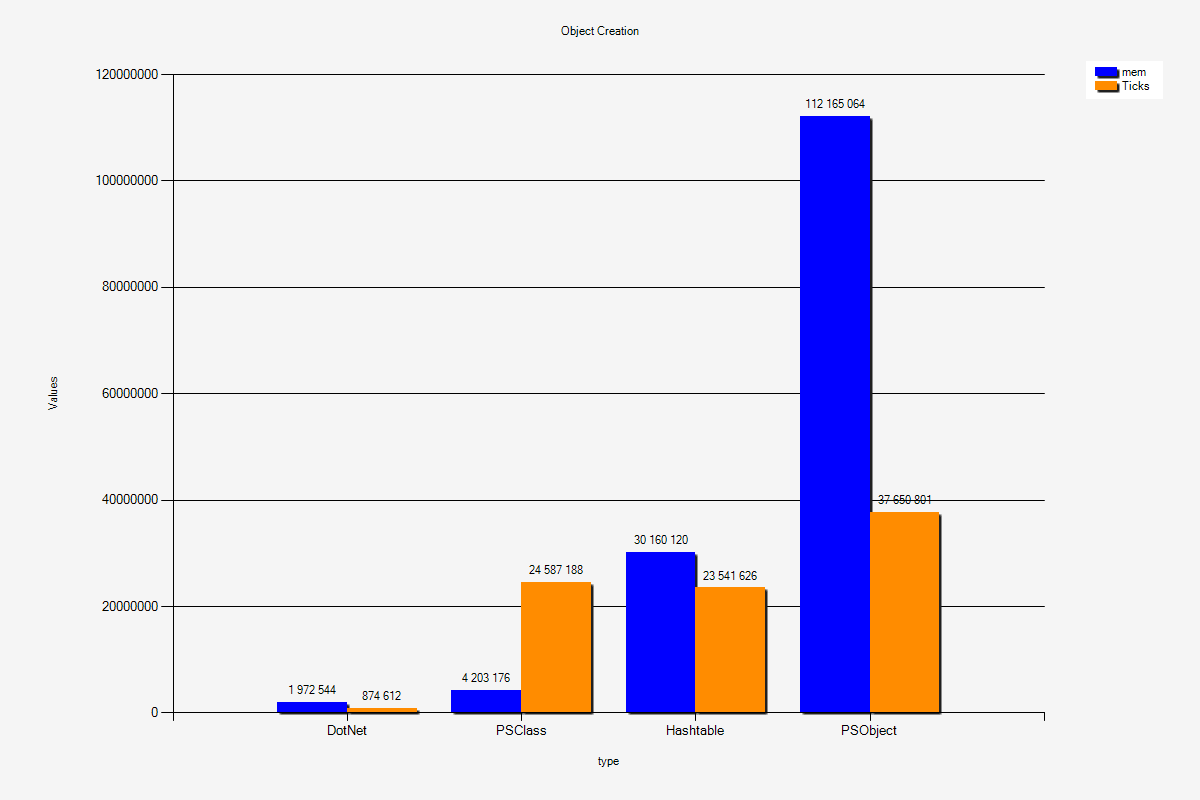 Object Creation
mem
Ticks
120000000
100000000
80000000
60000000
40000000
20000000
0
Values
112 165 064
37 650 801
30 160 120
23 541 626
24 587 188
4 203 176
1 972 544
874 612
DotNet
PSClass
Hashtable
PSObject
type